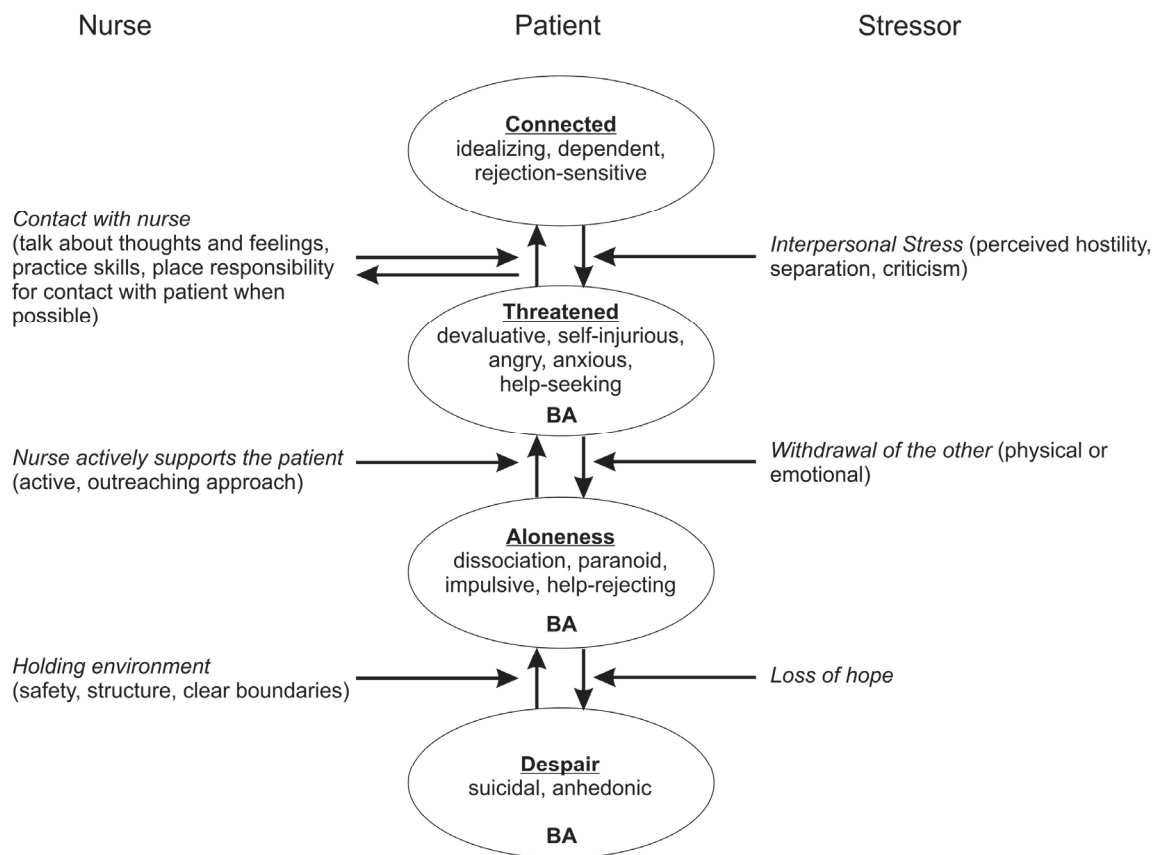 Nurse
Patient
Stressor
Connected
idealizing, dependent,
rejection-sensitive
Contact with nurse
(talk about thoughts and feelings,
practice skills, place responsibility
for contact with patient when
possible)
Interpersonal Stress (perceived hostility,
separation, criticism)
Threatened
devaluative, self-injurious,
angry, anxious,
help-seeking
BA
Nurse actively supports the patient
(active, outreaching approach)
Withdrawal of the other (physical or
emotional)
Aloneness
dissociation, paranoid,
impulsive, help-rejecting
BA
Holding environment
(safety, structure, clear boundaries)
Loss of hope
Despair
suicidal, anhedonic
BA